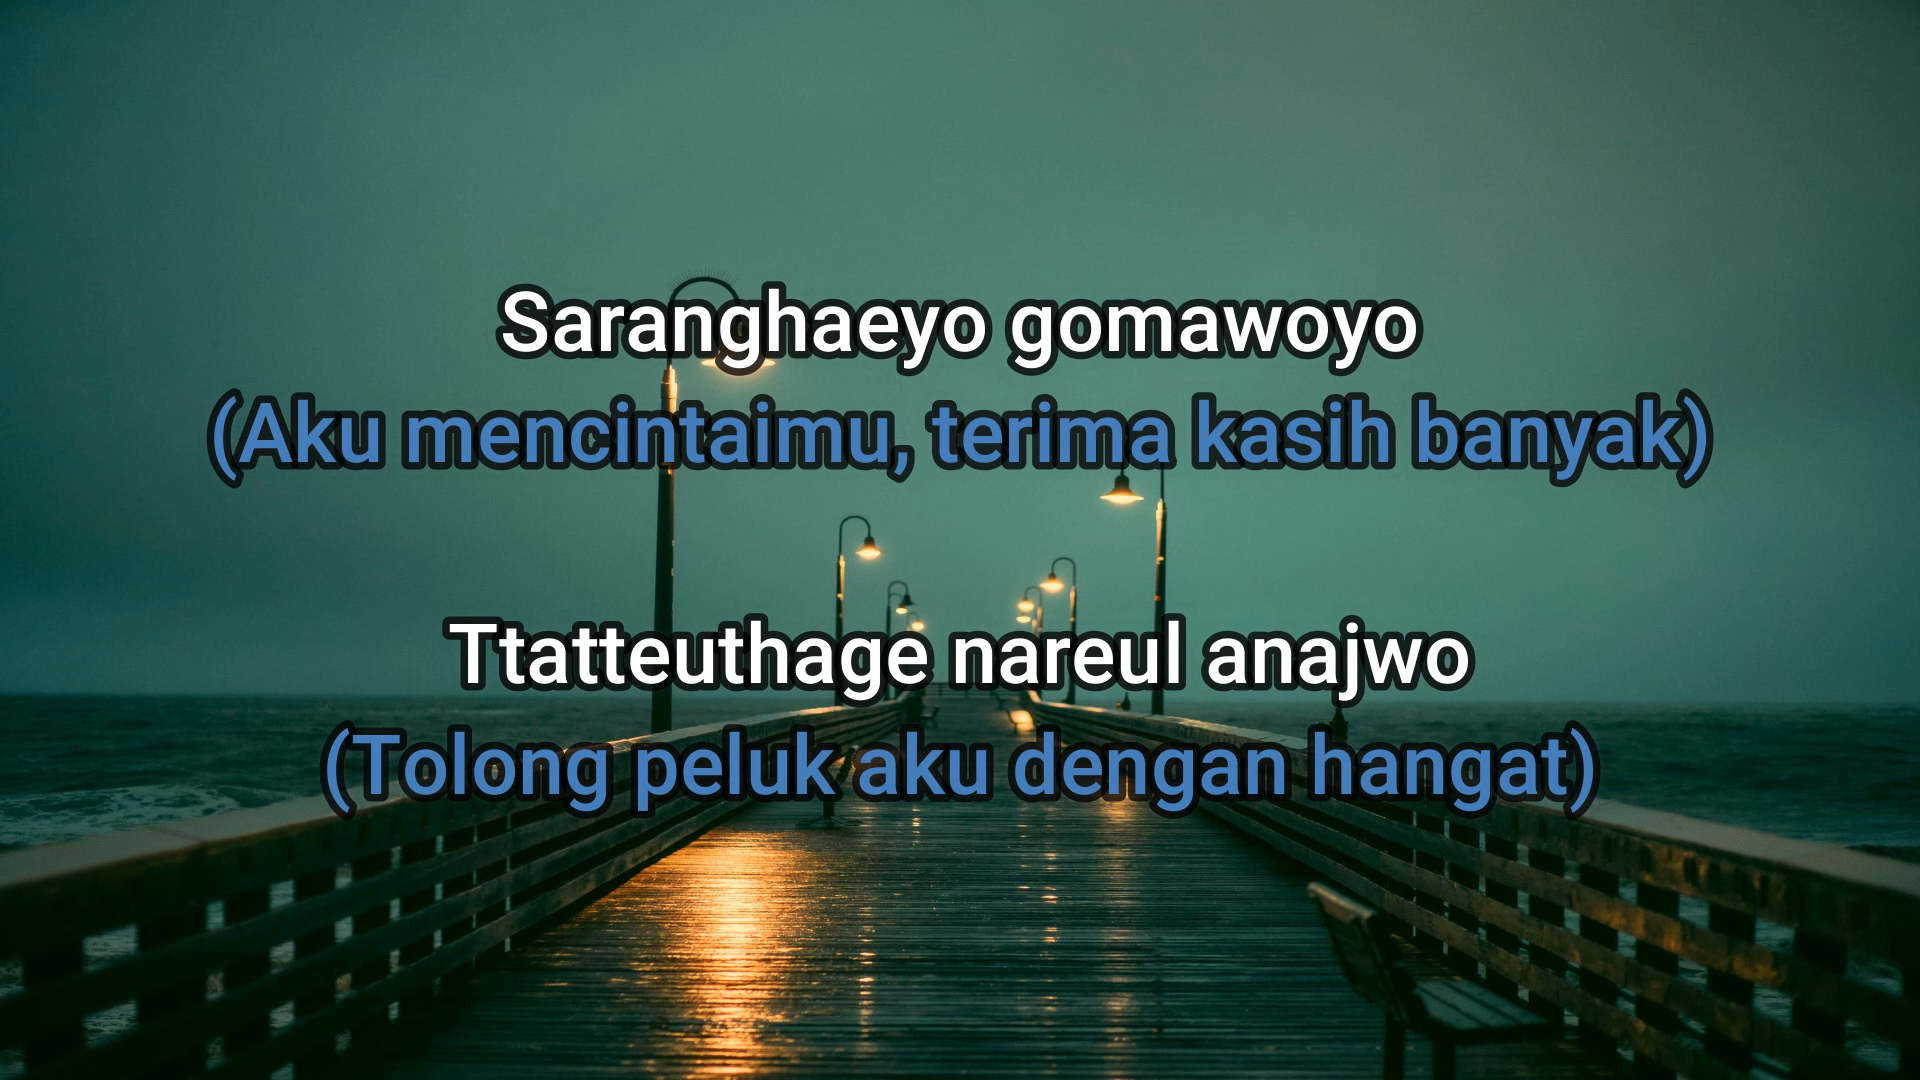 Saranghaeyo gomawoyo
(Aku mencintaimu, terima kasih banyak)
Ttatteuthage nareul anajwo
(Tolong peluk aku dengan hangat)